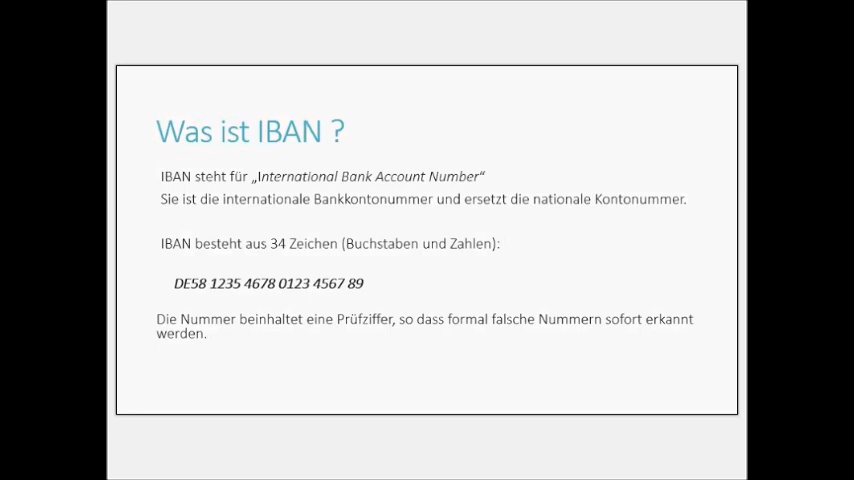 Was ist IBAN ?
IBAN steht für „International Bank Account Number“
Sie ist die internationale Bankkontonummer und ersetzt die nationale Kontonummer.
IBAN besteht aus 34 Zeichen (Buchstaben und Zahlen):
DE58 1235 4678 0123 4567 89
Die Nummer beinhaltet eine Prüfziffer, so dass formal falsche Nummern sofort erkannt
werden.